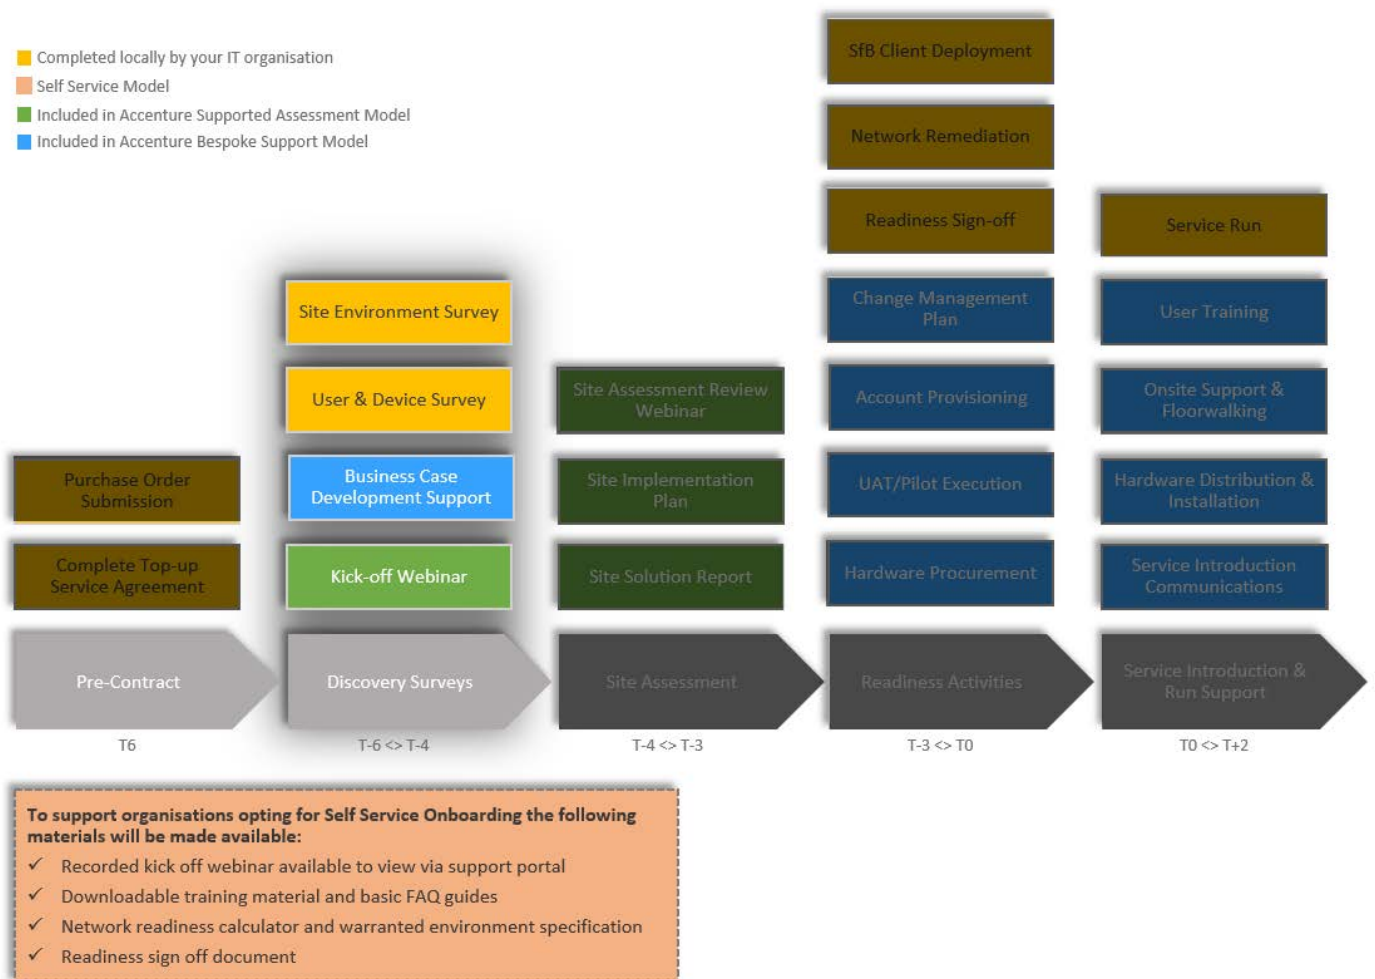 Completed locally by your IT organisation
Self Service Model
Included in Accenture Supported Assessment Model
Included in Accenture Bespoke Support Model
Purchase Order
Submission
Complete Top-up
Service Agreement
Pre-Contract
T6
Site Environment Survey
User & Device Survey
Business Case
Development Support
Kick-off Webinar
Discovery Surveys
T-6 <> T-4
Site Assessment Review
Webinar
Site Implementation
Plan
Site Solution Report
Site Assessment
T-4 <> T-3
SfB Client Deployment
Network Remediation
Readiness Sign-off
Change Management
Plan
Account Provisioning
UAT/Pilot Execution
Hardware Procurement
Readiness Activities
T-3 <> T0
Service Run
User Training
Onsite Support &
Floorwalking
Hardware Distribution &
Installation
Service Introduction
Communications
Service Introduction &
Run Support
T0 <> T+2
To support organisations opting for Self Service Onboarding the following
materials will be made available:
✓ Recorded kick off webinar available to view via support portal
✓ Downloadable training material and basic FAQ guides
✓ Network readiness calculator and warranted environment specification
✓ Readiness sign off document